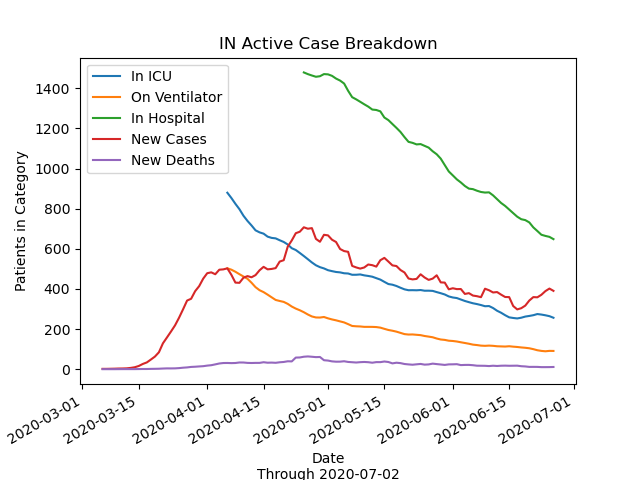 IN Active Case Breakdown
In ICU
On Ventilator
In Hospital
New Cases
New Deaths
Patients in Category
1400
1200
1000
800
600
400
200
0
2020-03-01
2020-03-15
2020-04-01
2020-04-15
2020-05-01
2020-05-15
2020-06-01
2020-06-15
2020-07-01
Date
Through 2020-07-02